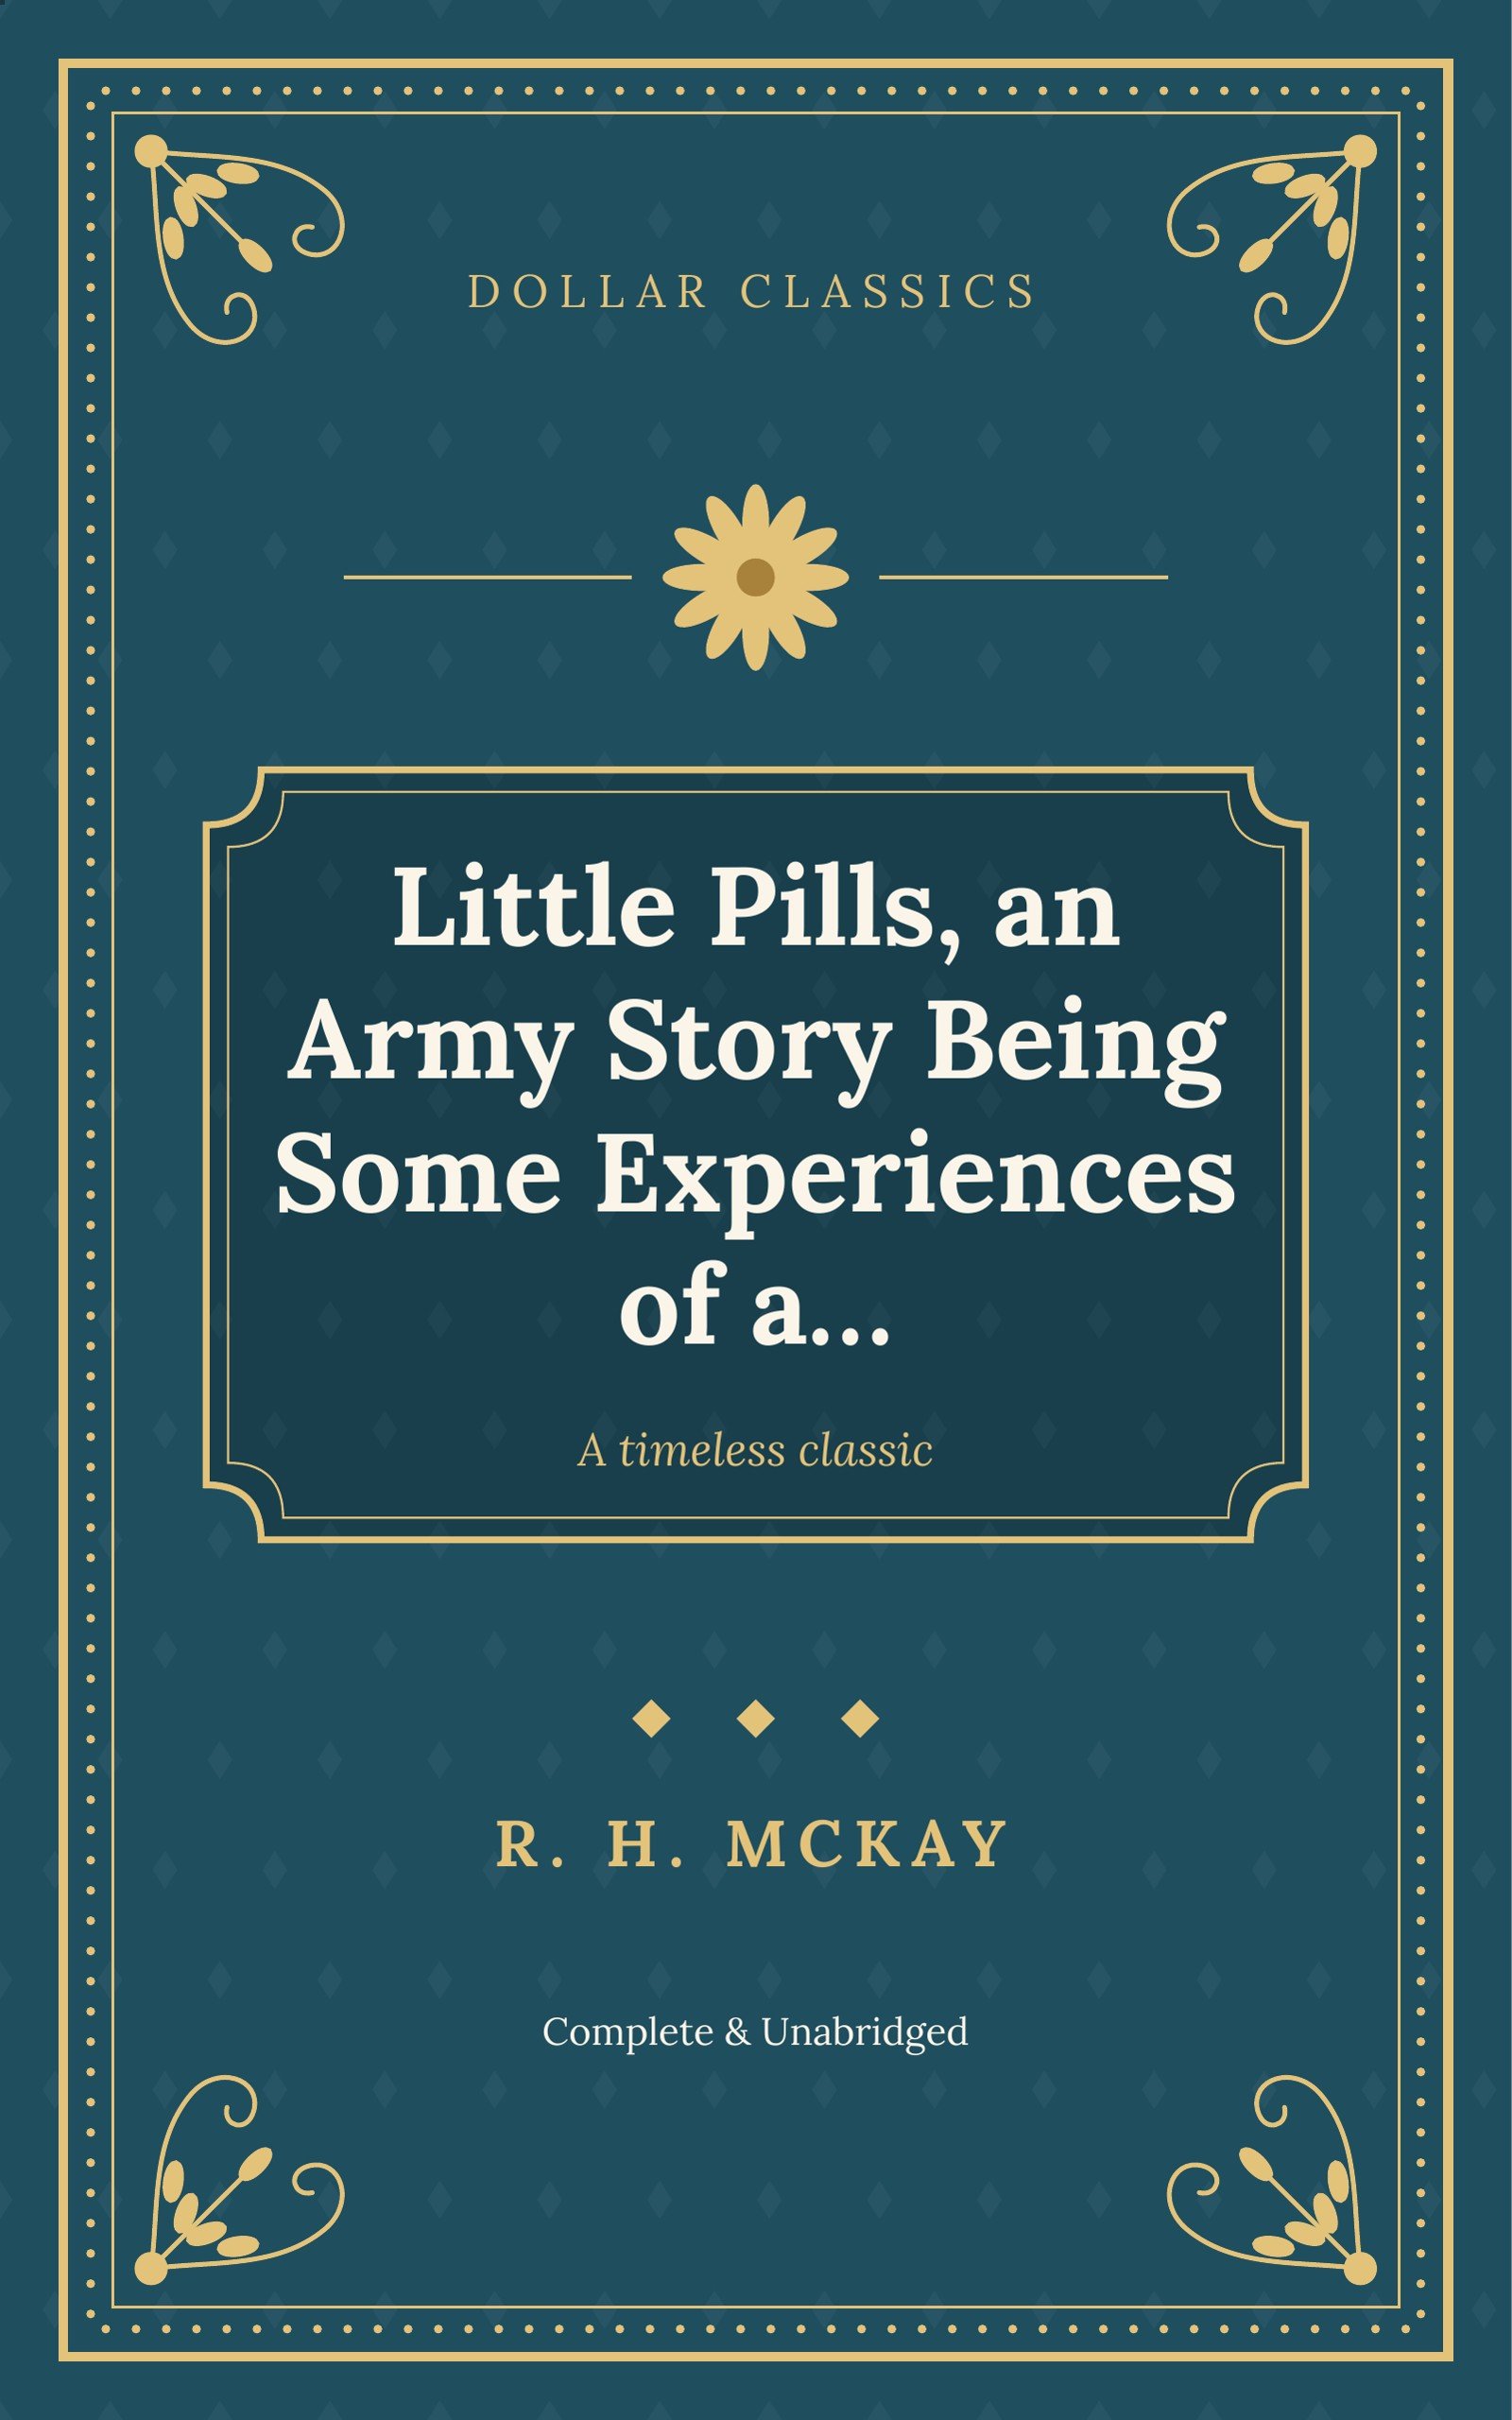 DOLLAR CLASSICS
Little Pills, an
Army Story Being
Some Experiences
of a...
A timeless classic
R. H. MCKAY
Complete & Unabridged